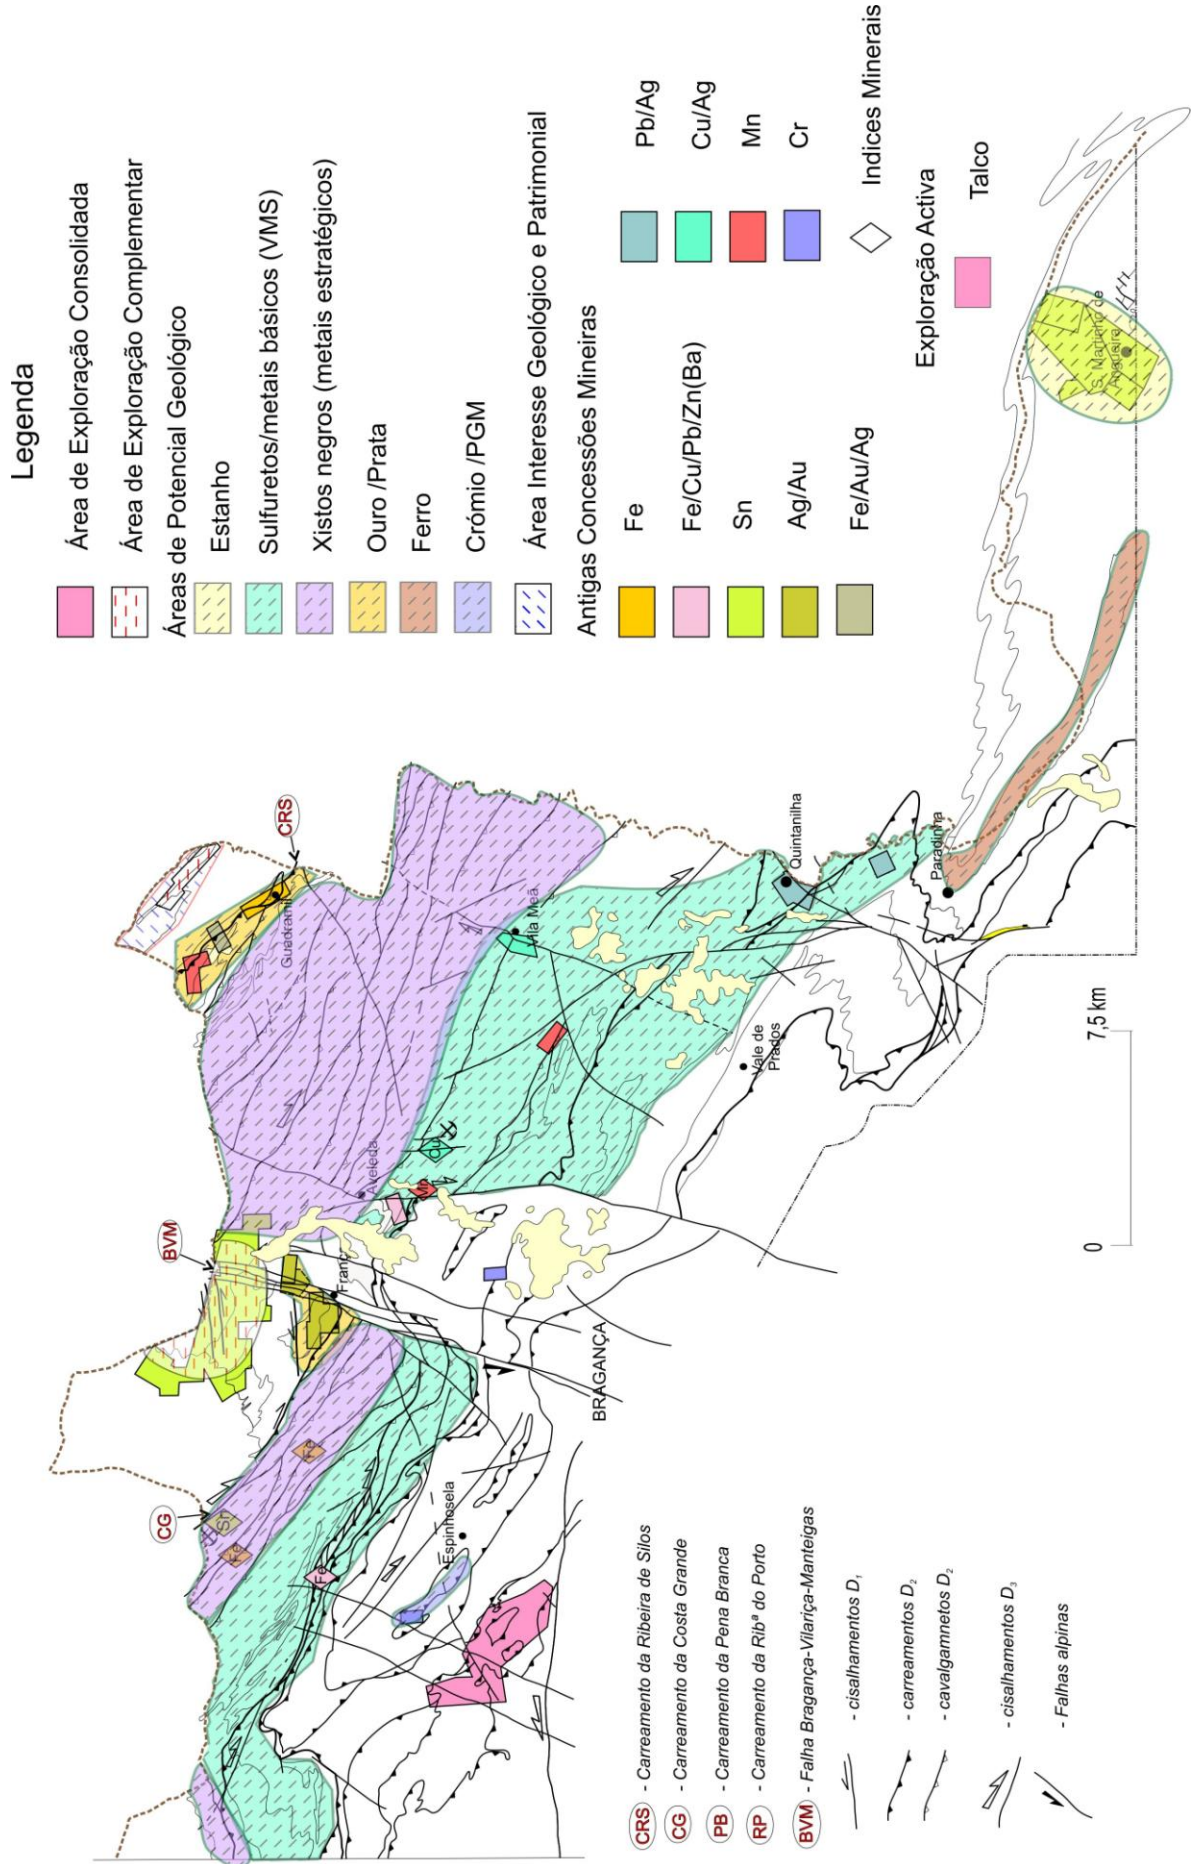 Legenda
Área de Exploração Consolidada
Área de Exploração Complementar
Áreas de Potencial Geológico
Estanho
Sulfuretos/metais básicos (VMS)
Xistos negros (metais estratégicos)
Ouro /Prata
Ferro
Crómio /PGM
Área Interesse Geológico e Patrimonial
Antigas Concessões Mineiras
Fe
Fe/Cu/Pb/Zn(Ba)
Sn
Ag/Au
Fe/Au/Ag
Pb/Ag
Cu/Ag
Mn
Cr
Indices Minerais
Exploração Activa
Talco
CG
BVM
CRS
Guadramil
Aveleda
França
Vila Meã
Quintanilha
Paradinha
Vale de
Prados
BRAGANÇA
Espinhosela
S. Martinho de
Angueira
Fe
Sn
Fe
Fe
Mn
Cu
0
7,5 km
CRS - Carreamento da Ribeira de Silos
CG - Carreamento da Costa Grande
PB - Carreamento da Pena Branca
RP - Carreamento da Ribª do Porto
BVM - Falha Bragança-Vilariça-Manteigas
- cisalhamentos D₁
- carreamentos D₂
- cavalgamnetos D₂
- cisalhamentos D₃
- Falhas alpinas